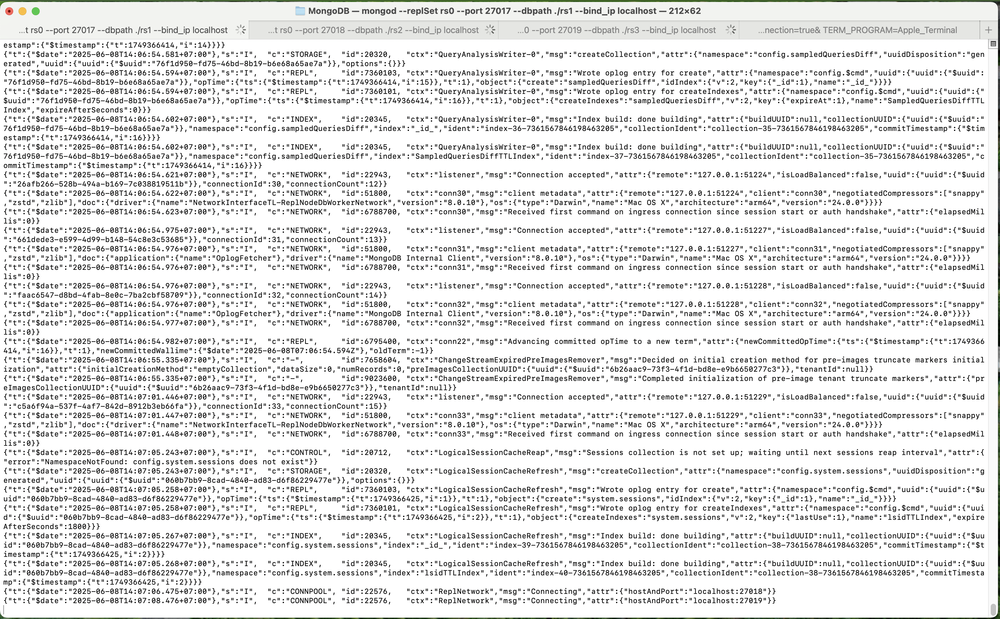 MongoDB — mongod --replSet rs0 --port 27017 --dbpath ./rs1 --bind_ip localhost — 212×62
...t rs0 --port 27017 --dbpath ./rs1 --bind_ip localhost
...t rs0 --port 27018 --dbpath ./rs2 --bind_ip localhost
...0 --port 27019 --dbpath ./rs3 --bind_ip localhost
...nection=true& TERM_PROGRAM=Apple_Terminal
estamp":{"$timestamp":{"t":1749366414,"i":14}}}}
{"t":{"$date":"2025-06-08T14:06:54.581+07:00"},"s":"I",  "c":"STORAGE",  "id":20320,   "ctx":"QueryAnalysisWriter-0","msg":"createCollection","attr":{"namespace":"config.sampledQueriesDiff","uuidDisposition":"gen
erated","uuid":{"uuid":{"$uuid":"76f1d950-fd75-46bd-8b19-b6e68a65ae7a"}},"options":{}}}
{"t":{"$date":"2025-06-08T14:06:54.594+07:00"},"s":"I",  "c":"REPL",     "id":7360103, "ctx":"QueryAnalysisWriter-0","msg":"Wrote oplog entry for create","attr":{"namespace":"config.$cmd","uuid":{"uuid":{"$uuid":
"76f1d950-fd75-46bd-8b19-b6e68a65ae7a"}},"opTime":{"ts":{"$timestamp":{"t":1749366414,"i":15}},"t":1},"object":{"create":"sampledQueriesDiff","idIndex":{"v":2,"key":{"_id":1},"name":"_id_"}}}}
{"t":{"$date":"2025-06-08T14:06:54.594+07:00"},"s":"I",  "c":"REPL",     "id":7360101, "ctx":"QueryAnalysisWriter-0","msg":"Wrote oplog entry for createIndexes","attr":{"namespace":"config.$cmd","uuid":{"uuid":{"
$uuid":"76f1d950-fd75-46bd-8b19-b6e68a65ae7a"}},"opTime":{"ts":{"$timestamp":{"t":1749366414,"i":16}},"t":1},"object":{"createIndexes":"sampledQueriesDiff","v":2,"key":{"expireAt":1},"name":"SampledQueriesDiffTTL
Index","expireAfterSeconds":0}}}
{"t":{"$date":"2025-06-08T14:06:54.602+07:00"},"s":"I",  "c":"INDEX",    "id":20345,   "ctx":"QueryAnalysisWriter-0","msg":"Index build: done building","attr":{"buildUUID":null,"collectionUUID":{"uuid":{"$uuid":"
76f1d950-fd75-46bd-8b19-b6e68a65ae7a"}},"namespace":"config.sampledQueriesDiff","index":"_id_","ident":"index-36-7361567846198463205","collectionIdent":"collection-35-7361567846198463205","commitTimestamp":{"$tim
estamp":{"t":1749366414,"i":16}}}}
{"t":{"$date":"2025-06-08T14:06:54.602+07:00"},"s":"I",  "c":"INDEX",    "id":20345,   "ctx":"QueryAnalysisWriter-0","msg":"Index build: done building","attr":{"buildUUID":null,"collectionUUID":{"uuid":{"$uuid":"
76f1d950-fd75-46bd-8b19-b6e68a65ae7a"}},"namespace":"config.sampledQueriesDiff","index":"SampledQueriesDiffTTLIndex","ident":"index-37-7361567846198463205","collectionIdent":"collection-35-7361567846198463205","c
ommitTimestamp":{"$timestamp":{"t":1749366414,"i":16}}}}
{"t":{"$date":"2025-06-08T14:06:54.621+07:00"},"s":"I",  "c":"NETWORK",  "id":22943,   "ctx":"listener","msg":"Connection accepted","attr":{"remote":"127.0.0.1:51224","isLoadBalanced":false,"uuid":{"uuid":{"$uuid
":"26afb266-528b-494a-b169-7c038819511b"}},"connectionId":30,"connectionCount":12}}
{"t":{"$date":"2025-06-08T14:06:54.622+07:00"},"s":"I",  "c":"NETWORK",  "id":51800,   "ctx":"conn30","msg":"client metadata","attr":{"remote":"127.0.0.1:51224","client":"conn30","negotiatedCompressors":["snappy
","zstd","zlib"],"doc":{"driver":{"name":"NetworkInterfaceTL-ReplNodeDbWorkerNetwork","version":"8.0.10"},"os":{"type":"Darwin","name":"Mac OS X","architecture":"arm64","version":"24.0.0"}}}}
{"t":{"$date":"2025-06-08T14:06:54.623+07:00"},"s":"I",  "c":"NETWORK",  "id":6788700, "ctx":"conn30","msg":"Received first command on ingress connection since session start or auth handshake","attr":{"elapsedMil
lis":0}}
{"t":{"$date":"2025-06-08T14:06:54.975+07:00"},"s":"I",  "c":"NETWORK",  "id":22943,   "ctx":"listener","msg":"Connection accepted","attr":{"remote":"127.0.0.1:51227","isLoadBalanced":false,"uuid":{"uuid":{"$uuid
":"661dede3-e599-4d99-b148-54c8e3c53685"}},"connectionId":31,"connectionCount":13}}
{"t":{"$date":"2025-06-08T14:06:54.976+07:00"},"s":"I",  "c":"NETWORK",  "id":51800,   "ctx":"conn31","msg":"client metadata","attr":{"remote":"127.0.0.1:51227","client":"conn31","negotiatedCompressors":["snappy
","zstd","zlib"],"doc":{"application":{"name":"OplogFetcher"},"driver":{"name":"MongoDB Internal Client","version":"8.0.10"},"os":{"type":"Darwin","name":"Mac OS X","architecture":"arm64","version":"24.0.0"}}}}
{"t":{"$date":"2025-06-08T14:06:54.976+07:00"},"s":"I",  "c":"NETWORK",  "id":6788700, "ctx":"conn31","msg":"Received first command on ingress connection since session start or auth handshake","attr":{"elapsedMil
lis":0}}
{"t":{"$date":"2025-06-08T14:06:54.976+07:00"},"s":"I",  "c":"NETWORK",  "id":22943,   "ctx":"listener","msg":"Connection accepted","attr":{"remote":"127.0.0.1:51228","isLoadBalanced":false,"uuid":{"uuid":{"$uuid
":"faac6547-d8bd-4fab-8e0c-7ba2cbf58709"}},"connectionId":32,"connectionCount":14}}
{"t":{"$date":"2025-06-08T14:06:54.976+07:00"},"s":"I",  "c":"NETWORK",  "id":51800,   "ctx":"conn32","msg":"client metadata","attr":{"remote":"127.0.0.1:51228","client":"conn32","negotiatedCompressors":["snappy
","zstd","zlib"],"doc":{"application":{"name":"OplogFetcher"},"driver":{"name":"MongoDB Internal Client","version":"8.0.10"},"os":{"type":"Darwin","name":"Mac OS X","architecture":"arm64","version":"24.0.0"}}}}
{"t":{"$date":"2025-06-08T14:06:54.977+07:00"},"s":"I",  "c":"NETWORK",  "id":6788700, "ctx":"conn32","msg":"Received first command on ingress connection since session start or auth handshake","attr":{"elapsedMil
lis":0}}
{"t":{"$date":"2025-06-08T14:06:54.982+07:00"},"s":"I",  "c":"REPL",     "id":6795400, "ctx":"conn22","msg":"Advancing committed opTime to a new term","attr":{"newCommittedOpTime":{"ts":{"$timestamp":{"t":1749366
414,"i":16}},"t":1},"newCommittedWallime":{"$date":"2025-06-08T07:06:54.594Z"},"oldTerm":-1}}
{"t":{"$date":"2025-06-08T14:06:55.335+07:00"},"s":"I",  "c":"-",        "id":7658604, "ctx":"ChangeStreamExpiredPreImagesRemover","msg":"Decided on initial creation method for pre-images truncate markers initial
ization","attr":{"initialCreationMethod":"emptyCollection","dataSize":0,"numRecords":0,"preImagesCollectionUUID":{"uuid":{"$uuid":"6b26aac9-73f3-4f1d-bd8e-e9b6650277c3"}},"tenantId":null}}
{"t":{"$date":"2025-06-08T14:06:55.335+07:00"},"s":"I",  "c":"-",        "id":9023600, "ctx":"ChangeStreamExpiredPreImagesRemover","msg":"Completed initialization of pre-image tenant truncate markers","attr":{"pr
eImagesCollectionUUID":{"uuid":{"$uuid":"6b26aac9-73f3-4f1d-bd8e-e9b6650277c3"}},"tenantId":null}}
{"t":{"$date":"2025-06-08T14:07:01.446+07:00"},"s":"I",  "c":"NETWORK",  "id":22943,   "ctx":"listener","msg":"Connection accepted","attr":{"remote":"127.0.0.1:51229","isLoadBalanced":false,"uuid":{"uuid":{"$uuid
":"c5a6f94a-537f-4af7-842d-8912b3eb66fa"}},"connectionId":33,"connectionCount":15}}
{"t":{"$date":"2025-06-08T14:07:01.447+07:00"},"s":"I",  "c":"NETWORK",  "id":51800,   "ctx":"conn33","msg":"client metadata","attr":{"remote":"127.0.0.1:51229","client":"conn33","negotiatedCompressors":["snappy
","zstd","zlib"],"doc":{"driver":{"name":"NetworkInterfaceTL-ReplNodeDbWorkerNetwork","version":"8.0.10"},"os":{"type":"Darwin","name":"Mac OS X","architecture":"arm64","version":"24.0.0"}}}}
{"t":{"$date":"2025-06-08T14:07:01.448+07:00"},"s":"I",  "c":"NETWORK",  "id":6788700, "ctx":"conn33","msg":"Received first command on ingress connection since session start or auth handshake","attr":{"elapsedMil
lis":0}}
{"t":{"$date":"2025-06-08T14:07:05.243+07:00"},"s":"I",  "c":"CONTROL",  "id":20712,   "ctx":"LogicalSessionCacheReap","msg":"Sessions collection is not set up; waiting until next sessions reap interval","attr":{
"error":"NamespaceNotFound: config.system.sessions does not exist"}}
{"t":{"$date":"2025-06-08T14:07:05.243+07:00"},"s":"I",  "c":"STORAGE",  "id":20320,   "ctx":"LogicalSessionCacheRefresh","msg":"createCollection","attr":{"namespace":"config.system.sessions","uuidDisposition":"g
enerated","uuid":{"uuid":{"$uuid":"060b7bb9-8cad-4840-ad83-d6f86229477e"}},"options":{}}}
{"t":{"$date":"2025-06-08T14:07:05.258+07:00"},"s":"I",  "c":"REPL",     "id":7360103, "ctx":"LogicalSessionCacheRefresh","msg":"Wrote oplog entry for create","attr":{"namespace":"config.$cmd","uuid":{"uuid":{"$u
uid":"060b7bb9-8cad-4840-ad83-d6f86229477e"}},"opTime":{"ts":{"$timestamp":{"t":1749366425,"i":1}},"t":1},"object":{"create":"system.sessions","idIndex":{"v":2,"key":{"_id":1},"name":"_id_"}}}}
{"t":{"$date":"2025-06-08T14:07:05.258+07:00"},"s":"I",  "c":"REPL",     "id":7360101, "ctx":"LogicalSessionCacheRefresh","msg":"Wrote oplog entry for createIndexes","attr":{"namespace":"config.$cmd","uuid":{"uui
d":{"$uuid":"060b7bb9-8cad-4840-ad83-d6f86229477e"}},"opTime":{"ts":{"$timestamp":{"t":1749366425,"i":2}},"t":1},"object":{"createIndexes":"system.sessions","v":2,"key":{"lastUse":1},"name":"lsidTTLIndex","expire
AfterSeconds":1800}}}
{"t":{"$date":"2025-06-08T14:07:05.267+07:00"},"s":"I",  "c":"INDEX",    "id":20345,   "ctx":"LogicalSessionCacheRefresh","msg":"Index build: done building","attr":{"buildUUID":null,"collectionUUID":{"uuid":{"$uu
id":"060b7bb9-8cad-4840-ad83-d6f86229477e"}},"namespace":"config.system.sessions","index":"_id_","ident":"index-39-7361567846198463205","collectionIdent":"collection-38-7361567846198463205","commitTimestamp":{"$t
imestamp":{"t":1749366425,"i":2}}}}
{"t":{"$date":"2025-06-08T14:07:05.268+07:00"},"s":"I",  "c":"INDEX",    "id":20345,   "ctx":"LogicalSessionCacheRefresh","msg":"Index build: done building","attr":{"buildUUID":null,"collectionUUID":{"uuid":{"$uu
id":"060b7bb9-8cad-4840-ad83-d6f86229477e"}},"namespace":"config.system.sessions","index":"lsidTTLIndex","ident":"index-40-7361567846198463205","collectionIdent":"collection-38-7361567846198463205","commitTimesta
mp":{"$timestamp":{"t":1749366425,"i":2}}}}
{"t":{"$date":"2025-06-08T14:07:06.475+07:00"},"s":"I",  "c":"CONNPOOL", "id":22576,   "ctx":"ReplNetwork","msg":"Connecting","attr":{"hostAndPort":"localhost:27018"}}
{"t":{"$date":"2025-06-08T14:07:08.476+07:00"},"s":"I",  "c":"CONNPOOL", "id":22576,   "ctx":"ReplNetwork","msg":"Connecting","attr":{"hostAndPort":"localhost:27019"}}